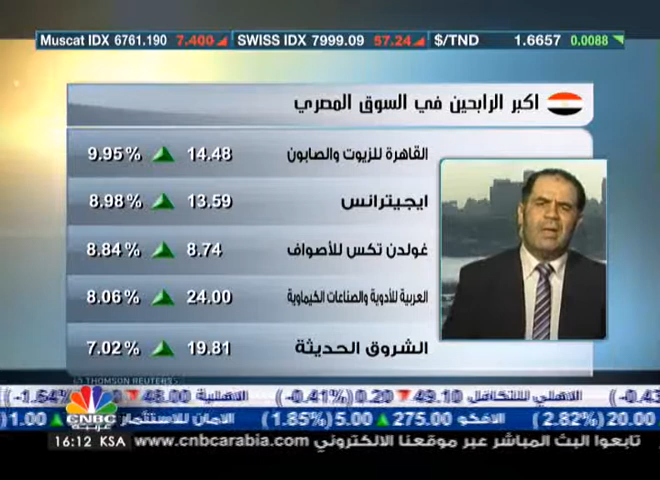 Muscat IDX 6761.190 7.400 SWISS IDX 7999.09 57.24 $/TND 1.6657 0.0088
اكبر الرابحين في السوق المصري
القاهرة للزيوت والصابون 14.48 9.95%
ايجيترانس 13.59 8.98%
غولدن تكس للأصواف 8.74 8.84%
العربية للأدوية والصناعات الكيماوية 24.00 8.06%
الشروق الحديثة 19.81 7.02%
THOMSON REUTERS
الاهلي للتكافل 49.10 0.20 (-0.41%) الاهلية 48.00
20.00 (2.82%) الافكو 275.00 5.00 (1.85%) الامان للاستثمار 1.00
CNBC عربية
تابعوا البث المباشر عبر موقعنا الالكتروني www.cnbcarabia.com
16:12 KSA